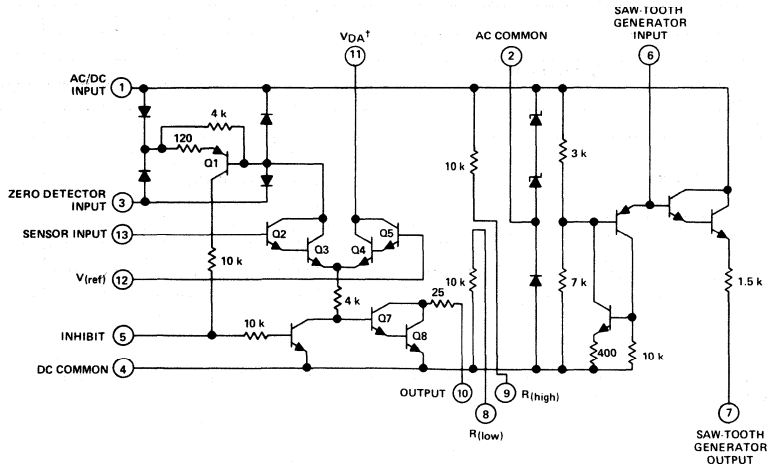 SAW-TOOTH
GENERATOR
INPUT
6
VDA†
11
AC COMMON
2
AC/DC
INPUT
1
4 k
120
Q1
10 k
3 k
ZERO DETECTOR
INPUT
3
SENSOR INPUT
13
Q2
Q3
Q4
Q5
V(ref)
12
10 k
4 k
10 k
7 k
1.5 k
25
INHIBIT
5
10 k
Q7
Q8
400
10 k
DC COMMON
4
OUTPUT
10
9
R(high)
8
R(low)
7
SAW-TOOTH
GENERATOR
OUTPUT